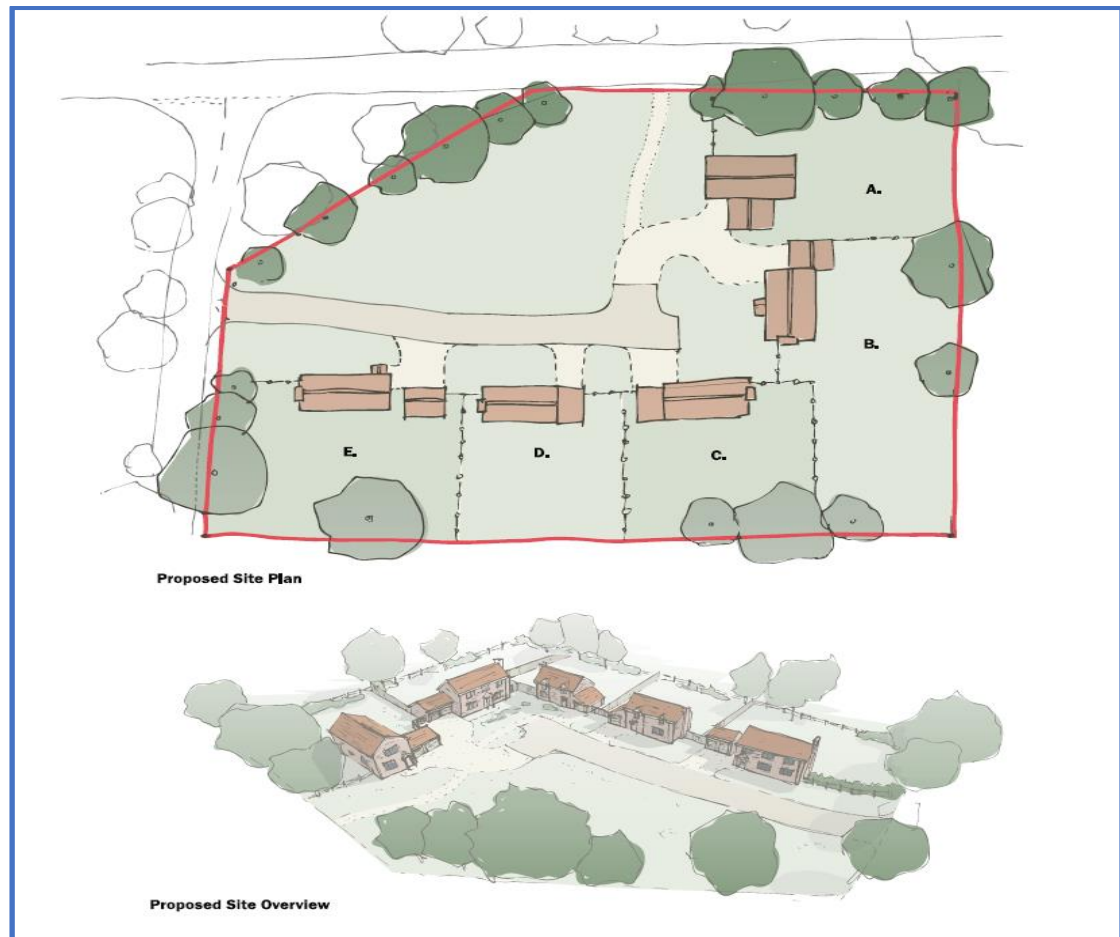 A.
B.
E.
D.
C.
Proposed Site Plan
Proposed Site Overview